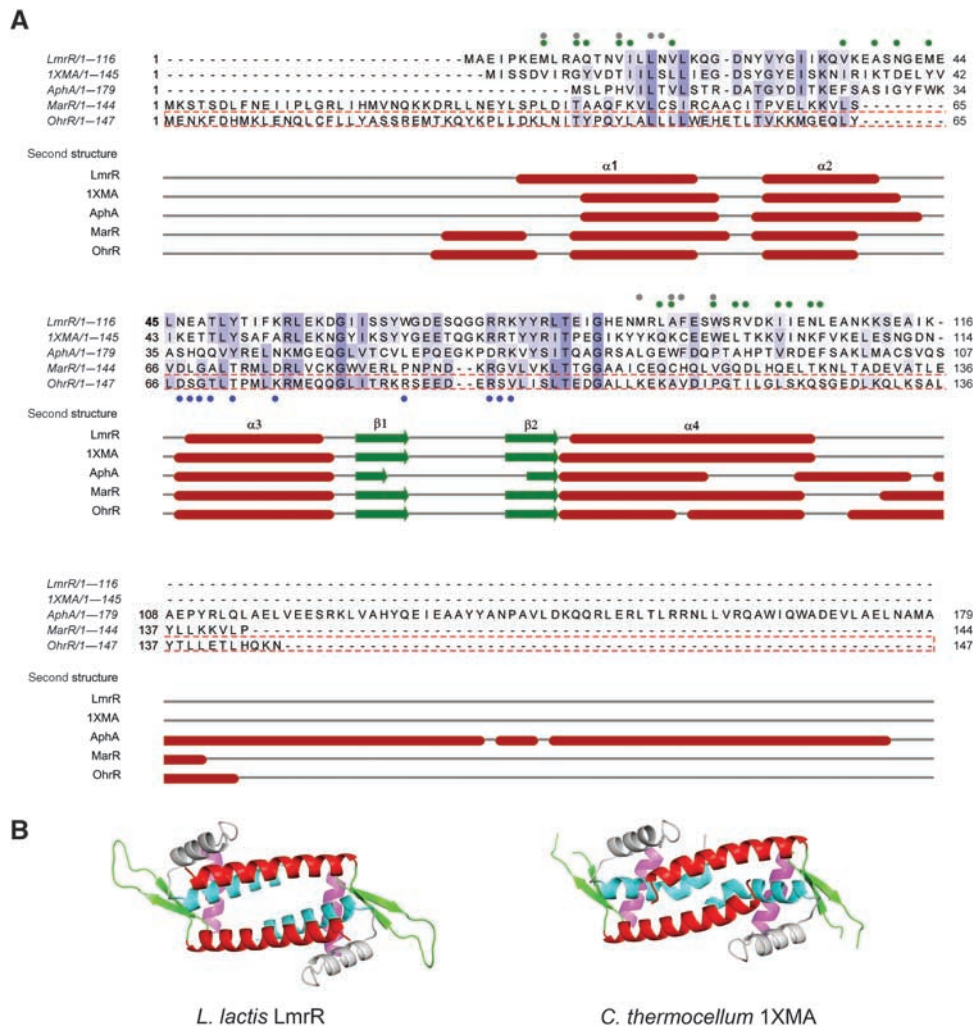 A
LmrR/1–116 1 ----------------------------MAEIPKEMLRAQTNVILLNVLKQG-DNYVYGIIKQVKEASNGEME 44
1XMA/1–145 1 ------------------------------MISSDVIRGYVDTIILSLLIEG-DSYGYEISKNIRIKTDELYV 42
AphA/1–179 1 --------------------------------------MSLPHVILTVLSTR-DATGYDITKEFSASIGYFWK 34
MarR/1–144 1 MKSTSDLFNEIIPLGRLIHMVNQKKDRLLNEYLSPLDITAAQFKVLCSIRCAACITPVELKKVLS-------- 65
OhrR/1–147 1 MENKFDHMKLENQLCFLLYASSREMTKQYKPLLDKLNITYPQYLALLLLWEHETLTVKKMGEQLY-------- 65
Second structure
α1 α2
LmrR
1XMA
AphA
MarR
OhrR
LmrR/1–116 45 LNEATLYTIFKRLEKDGIISSYWGDESQGGRRKYYRLTEIGHENMRLAFESWSRVDKIIENLEANKKSEAIK- 116
1XMA/1–145 43 IKETTLYSAFARLEKNGYIKSYYGEETQGKRRTYYRITPEGIKYYKQKCEEWELTKKVINKFVKELESNGDN- 145
AphA/1–179 35 ASHQQVYRELNKMGEQGLVTCVLEPQEGKPDRKVYSITQAGRSALGEWFDQPTAHPTVRDEFSAKLMACSVQS 107
MarR/1–144 66 VDLGALTRMLDRLVCKGWVERLPNPND--KRGVLVKLTTGGAAICEQCHQLVGQDLHQELTKNLTADEVATLE 136
OhrR/1–147 66 LDSGTLTPMLKRMEQQGLITRKRSEED--ERSVLISLTEDGALLKEKAVDIPGTILGLSKQSGEDLKQLKSAL 136
Second structure
α3 β1 β2 α4
LmrR
1XMA
AphA
MarR
OhrR
LmrR/1–116 ------------------------------------------------------------------------
1XMA/1–145 ------------------------------------------------------------------------
AphA/1–179 108 AEPYRLQLAELVEESRKLVAHYQEIEAAYYANPAVLDKQQRLERLTLRRNLLVRQAWIQWADEVLAELNAMA 179
MarR/1–144 137 YLLKKVLP---------------------------------------------------------------- 144
OhrR/1–147 137 YTLLETLHQKN------------------------------------------------------------- 147
Second structure
LmrR
1XMA
AphA
MarR
OhrR
B
L. lactis LmrR
C. thermocellum 1XMA